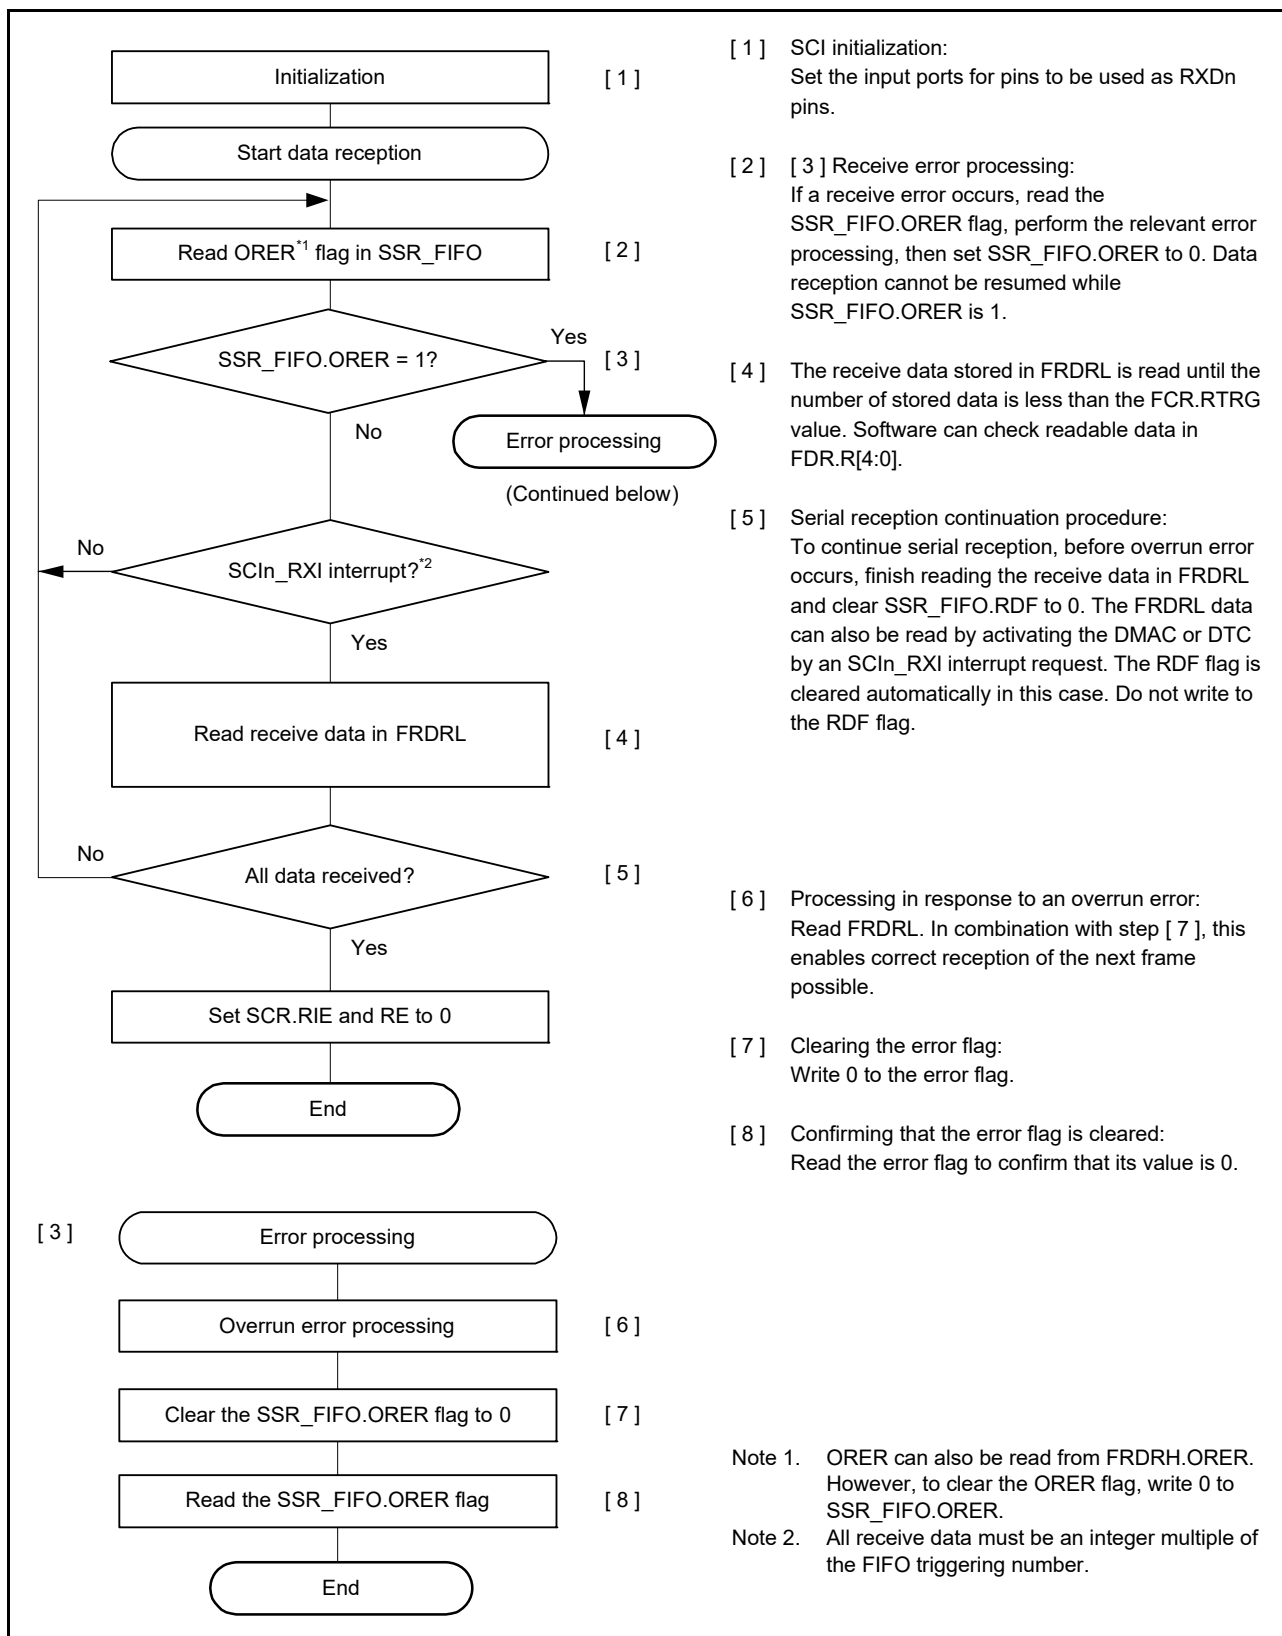 Initialization
[ 1 ]
Start data reception
Read ORER*1 flag in SSR_FIFO
[ 2 ]
SSR_FIFO.ORER = 1?
Yes
[ 3 ]
No
Error processing
(Continued below)
No
SCIn_RXI interrupt?*2
Yes
Read receive data in FRDRL
[ 4 ]
No
All data received?
[ 5 ]
Yes
Set SCR.RIE and RE to 0
End
[ 3 ]
Error processing
Overrun error processing
[ 6 ]
Clear the SSR_FIFO.ORER flag to 0
[ 7 ]
Read the SSR_FIFO.ORER flag
[ 8 ]
End
[ 1 ] SCI initialization:
Set the input ports for pins to be used as RXDn
pins.
[ 2 ] [ 3 ] Receive error processing:
If a receive error occurs, read the
SSR_FIFO.ORER flag, perform the relevant error
processing, then set SSR_FIFO.ORER to 0. Data
reception cannot be resumed while
SSR_FIFO.ORER is 1.
[ 4 ] The receive data stored in FRDRL is read until the
number of stored data is less than the FCR.RTRG
value. Software can check readable data in
FDR.R[4:0].
[ 5 ] Serial reception continuation procedure:
To continue serial reception, before overrun error
occurs, finish reading the receive data in FRDRL
and clear SSR_FIFO.RDF to 0. The FRDRL data
can also be read by activating the DMAC or DTC
by an SCIn_RXI interrupt request. The RDF flag is
cleared automatically in this case. Do not write to
the RDF flag.
[ 6 ] Processing in response to an overrun error:
Read FRDRL. In combination with step [ 7 ], this
enables correct reception of the next frame
possible.
[ 7 ] Clearing the error flag:
Write 0 to the error flag.
[ 8 ] Confirming that the error flag is cleared:
Read the error flag to confirm that its value is 0.
Note 1. ORER can also be read from FRDRH.ORER.
However, to clear the ORER flag, write 0 to
SSR_FIFO.ORER.
Note 2. All receive data must be an integer multiple of
the FIFO triggering number.